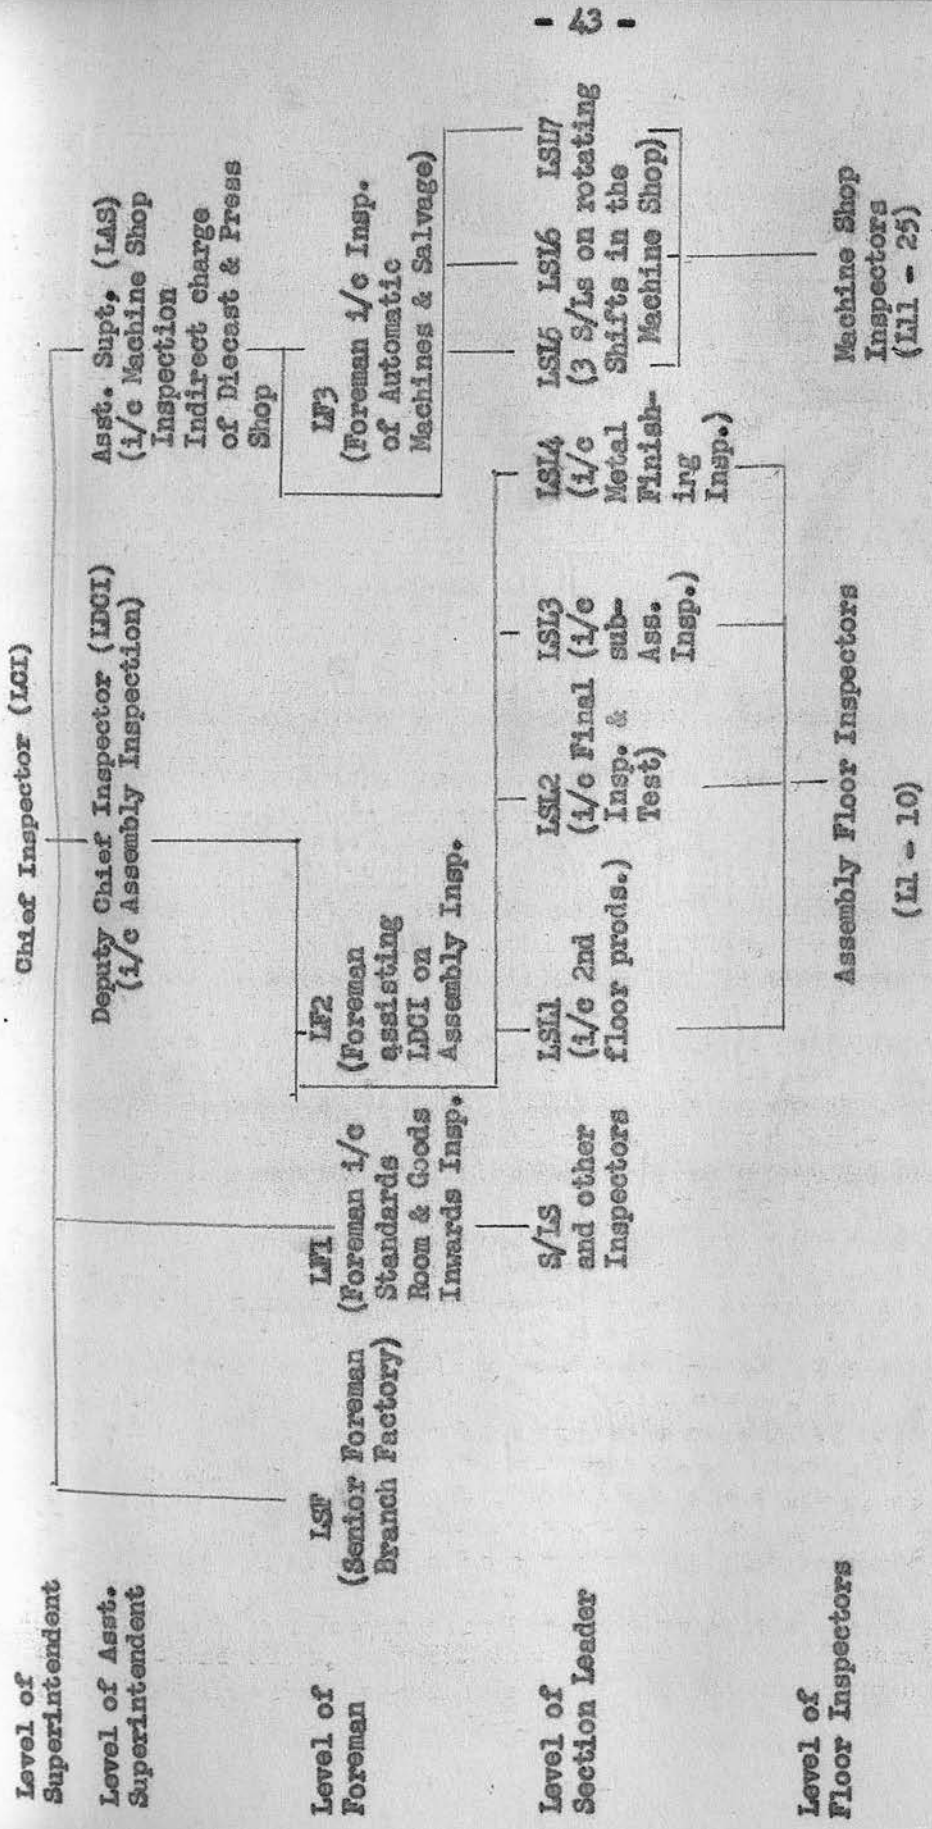 - 43 -
Chief Inspector (LCI)
Level of
Superintendent
Level of Asst.
Superintendent
Deputy Chief Inspector (LDCI)
(i/c Assembly Inspection)
Asst. Supt, (LAS)
(i/c Machine Shop
Inspection
Indirect charge
of Diecast & Press
Shop
Level of
Foreman
LSF
(Senior Foreman
Branch Factory)
LF1
(Foreman i/c
Standards
Room & Goods
Inwards Insp.
LF2
(Foreman
assisting
LDCI on
Assembly Insp.
LF3
(Foreman i/c Insp.
of Automatic
Machines & Salvage)
Level of
Section Leader
S/LS
and other
Inspectors
LSL1
(i/c 2nd
floor prods.)
LSL2
(i/c Final
Insp. &
Test)
LSL3
(i/c
sub-
Ass.
Insp.)
LSL4
(i/c
Metal
Finish-
ing
Insp.)
LSL5 LSL6 LSL7
(3 S/Ls on rotating
Shifts in the
Machine Shop)
Level of
Floor Inspectors
Assembly Floor Inspectors
(L11 - 10)
Machine Shop
Inspectors
(L11 - 25)